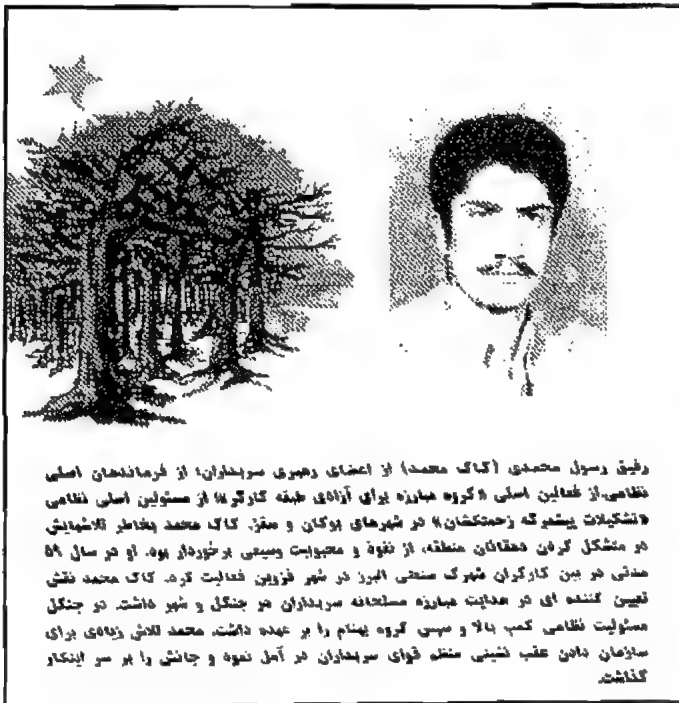 رفیق رسول محمدی (کاک محمد) از اعضای رهبری سربداران؛ از فرماندهان اصلی
نظامی. از فعالین اصلی «گروه مبارزه برای آزادی طبقه کارگر»؛ از مسئولین اصلی نظامی
«تشکیلات پیشمرگه زحمتکشان» در شهرهای بوکان و سقز. کاک محمد بخاطر تلاشهایش
در متشکل کردن دهقانان منطقه، از نفوذ و محبوبیت وسیعی برخوردار بود. او در سال ۵۹
مدتی در بین کارگران شهرک صنعتی البرز در شهر قزوین فعالیت کرد. کاک محمد نقش
تعیین کننده ای در هدایت مبارزه مسلحانه سربداران در جنگل و شهر داشت. در جنگل
مسئولیت نظامی کمپ بالا و سپس گروه بهنام را بر عهده داشت. محمد تلاش زیادی برای
سازمان دادن عقب نشینی منظم قوای سربداران در آمل نمود و جانش را بر سر اینکار
گذاشت.